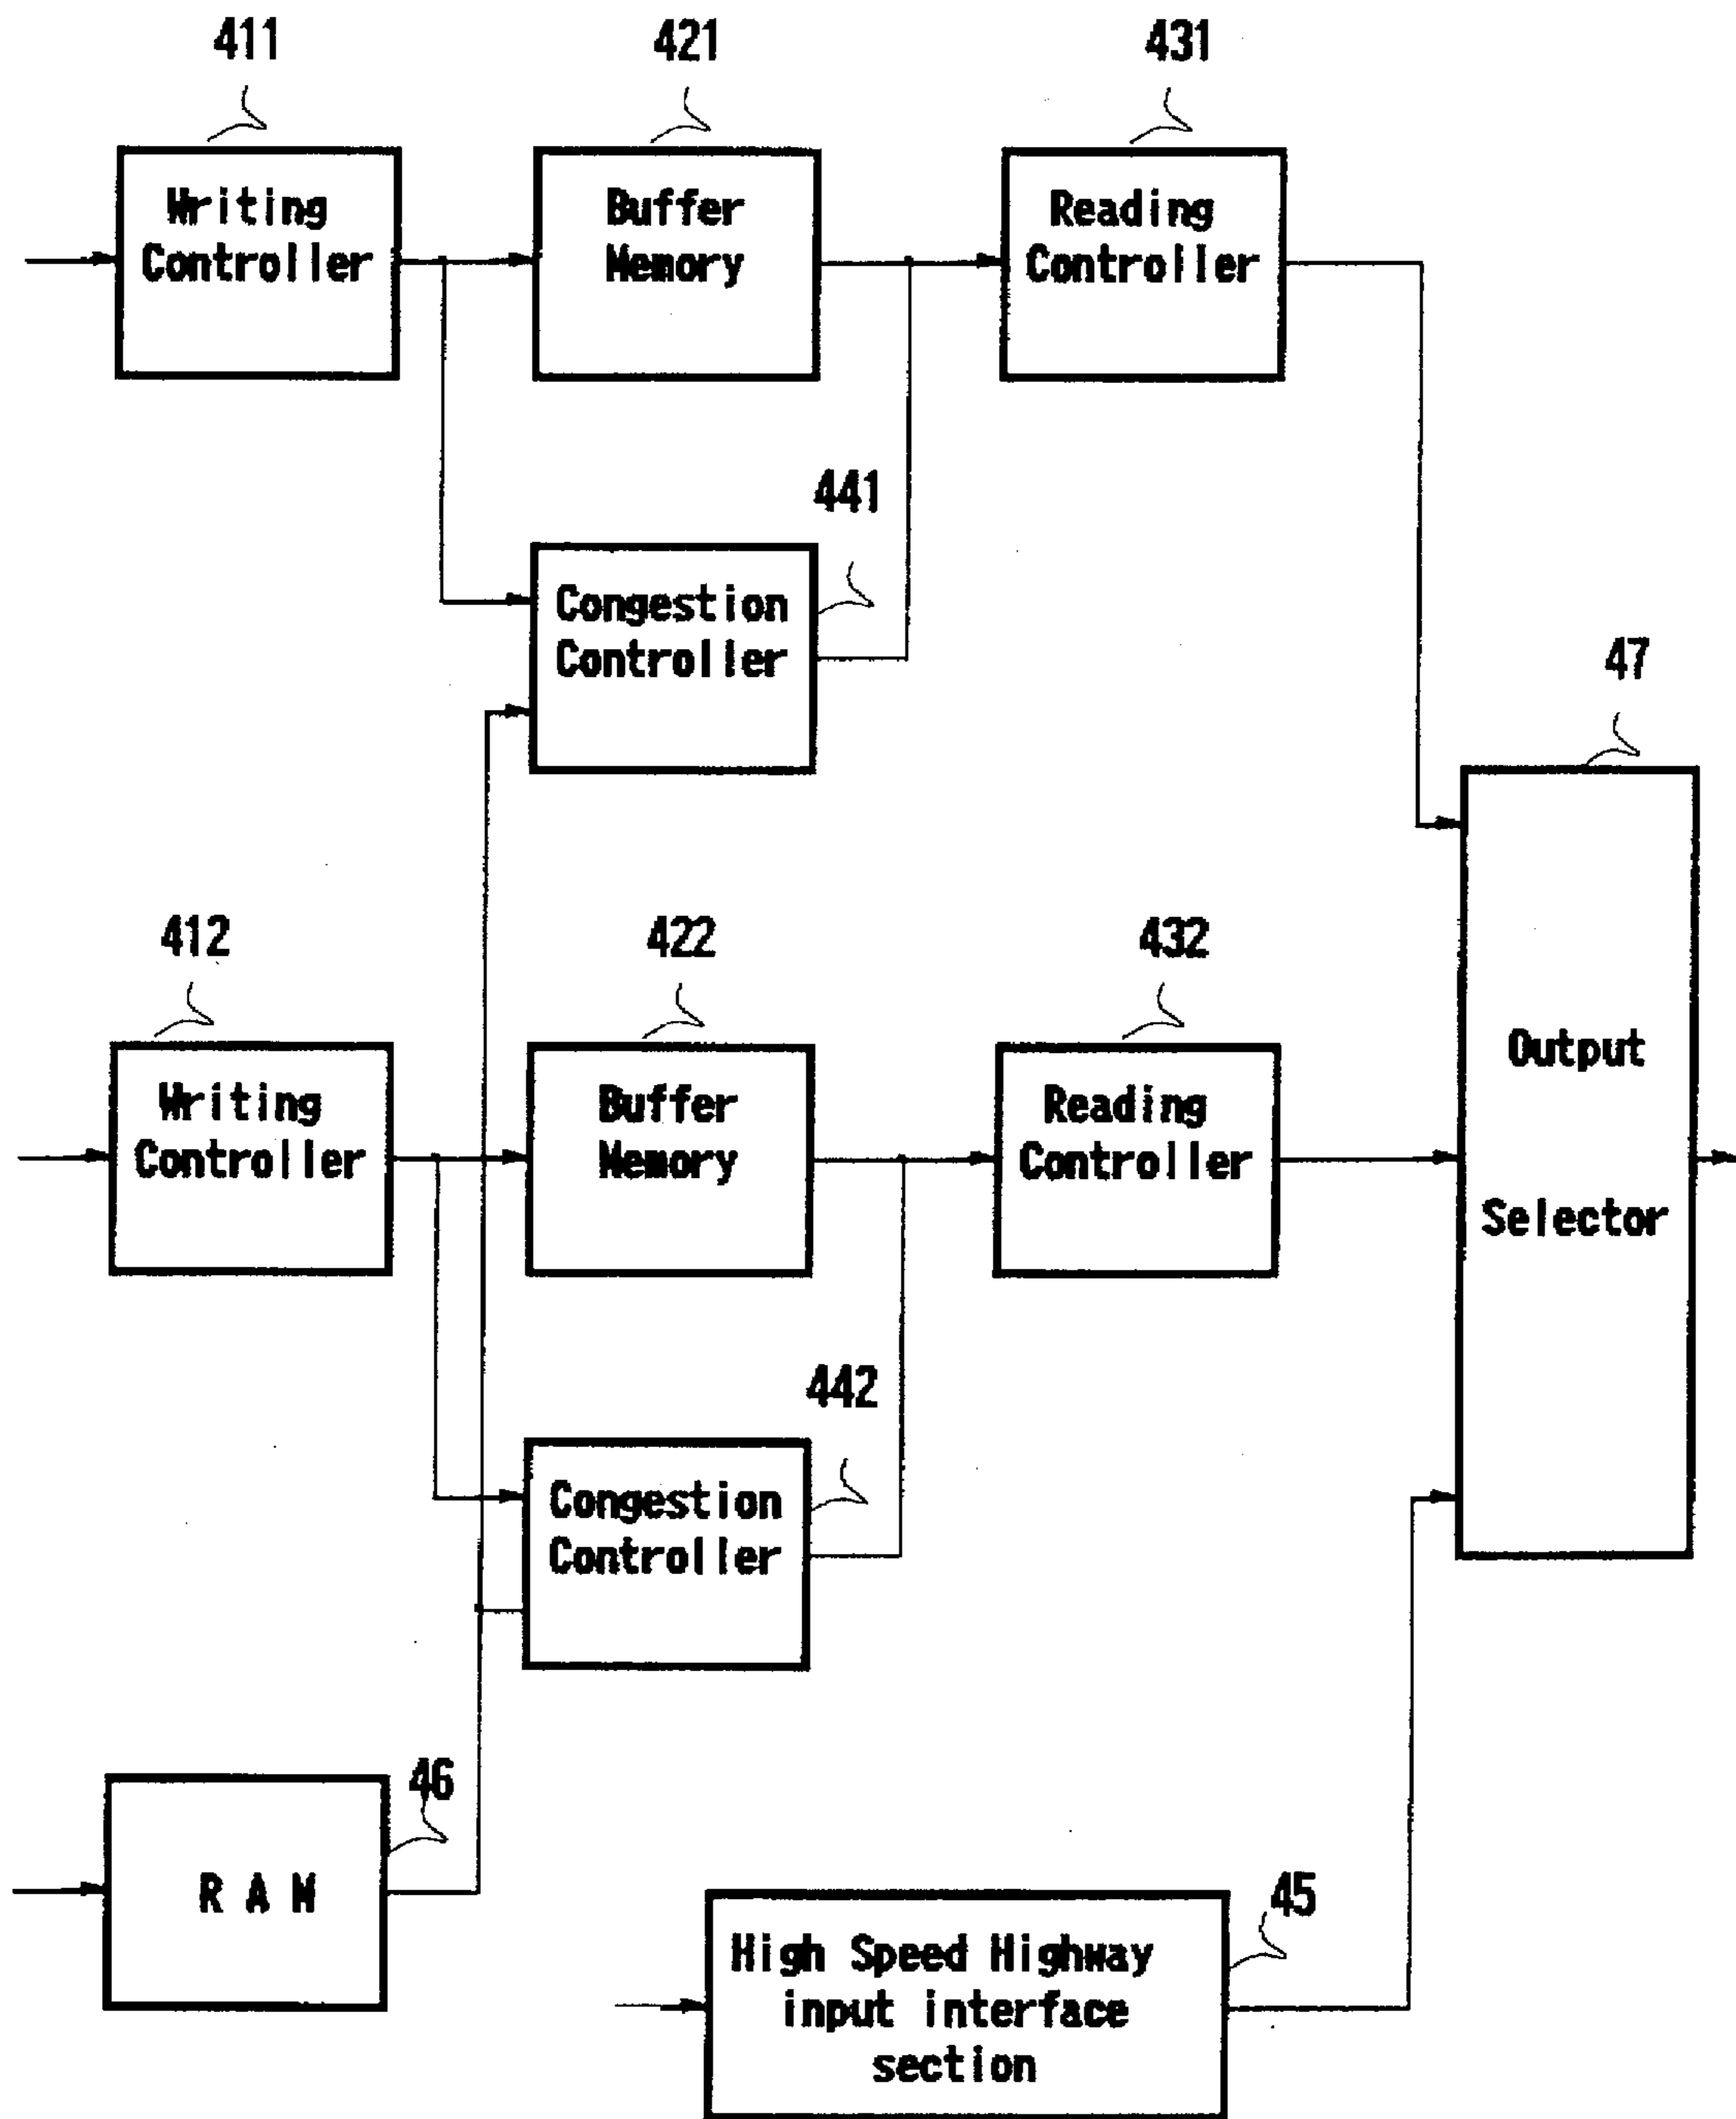 411
421
431
Writing
Controller
Buffer
Memory
Reading
Controller
441
Congestion
Controller
47
412
422
432
Writing
Controller
Buffer
Memory
Reading
Controller
Output
Selector
442
Congestion
Controller
46
R A M
45
High Speed Highway
input interface
section